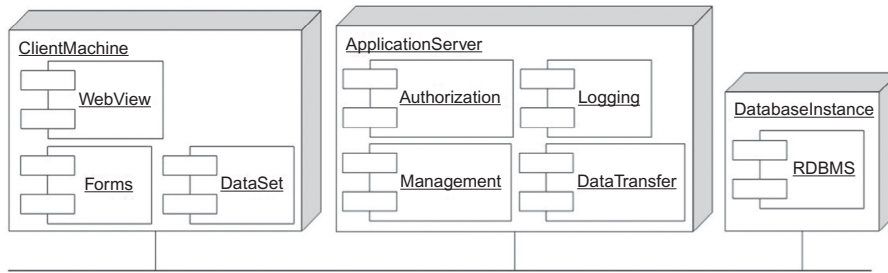 ClientMachine
WebView
Forms
DataSet
ApplicationServer
Authorization
Logging
Management
DataTransfer
DatabaseInstance
RDBMS